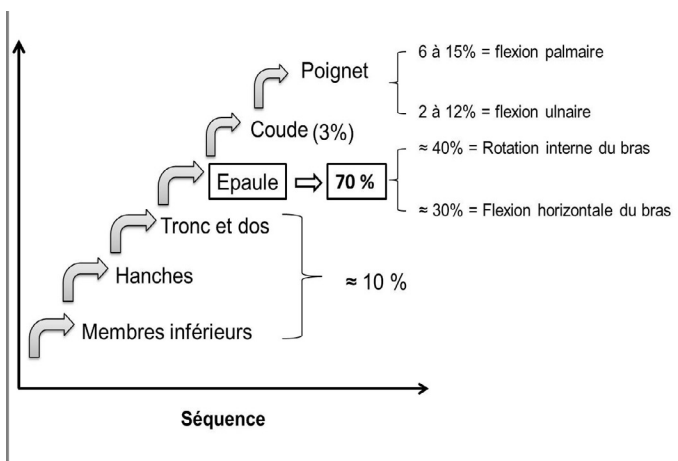 6 à 15% = flexion palmaire
Poignet
2 à 12% = flexion ulnaire
Coude (3%)
≈ 40% = Rotation interne du bras
Epaule
70 %
≈ 30% = Flexion horizontale du bras
Tronc et dos
Hanches
≈ 10 %
Membres inférieurs
Séquence